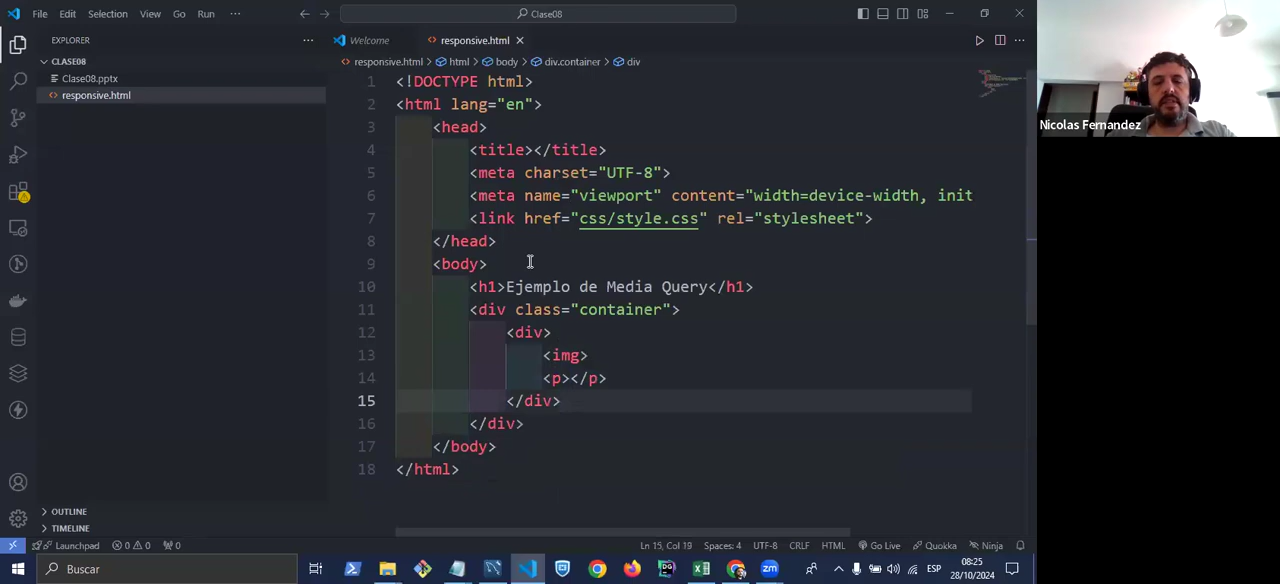 File Edit Selection View Go Run ··· Clase08
EXPLORER ···
CLASE08
Clase08.pptx
responsive.html
OUTLINE
TIMELINE
Welcome
responsive.html
responsive.html > html > body > div.container > div
1 <!DOCTYPE html>
2 <html lang="en">
3 <head>
4 <title></title>
5 <meta charset="UTF-8">
6 <meta name="viewport" content="width=device-width, init
7 <link href="css/style.css" rel="stylesheet">
8 </head>
9 <body>
10 <h1>Ejemplo de Media Query</h1>
11 <div class="container">
12 <div>
13 <img>
14 <p></p>
15 </div>
16 </div>
17 </body>
18 </html>
Nicolas Fernandez
Launchpad 0 0 0 Ln 15, Col 19 Spaces: 4 UTF-8 CRLF HTML Go Live Quokka Ninja
Buscar
zm
ESP
08:25
28/10/2024